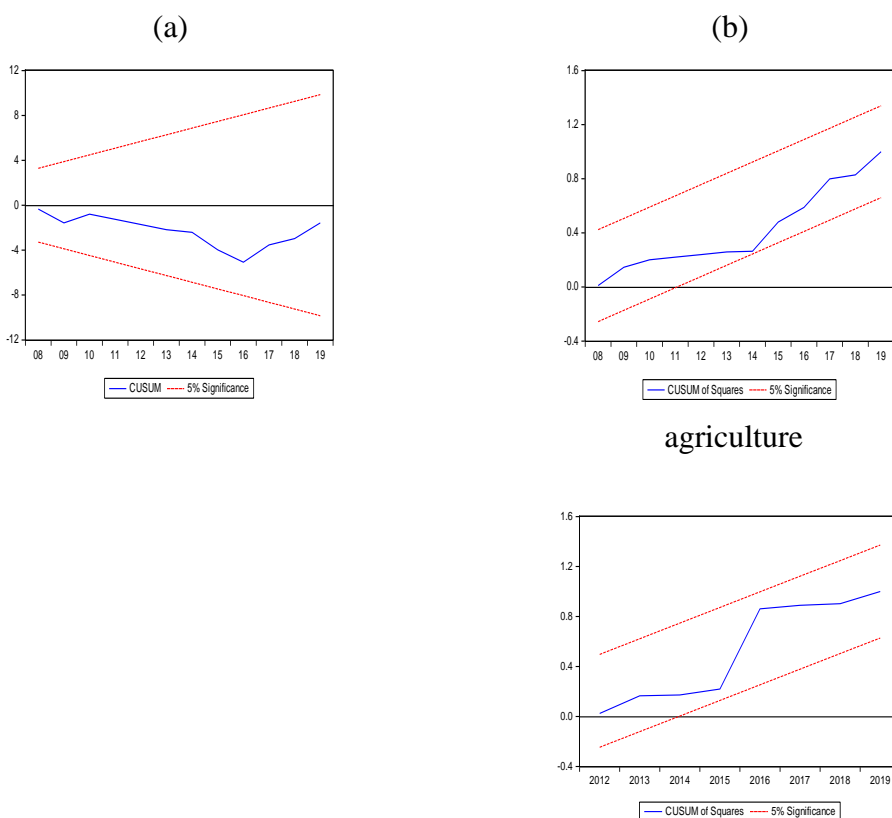 (a)
(b)
12
8
4
0
-4
-8
-12
08 09 10 11 12 13 14 15 16 17 18 19
CUSUM 5% Significance
1.6
1.2
0.8
0.4
0.0
-0.4
08 09 10 11 12 13 14 15 16 17 18 19
CUSUM of Squares 5% Significance
agriculture
1.6
1.2
0.8
0.4
0.0
-0.4
2012 2013 2014 2015 2016 2017 2018 2019
CUSUM of Squares 5% Significance